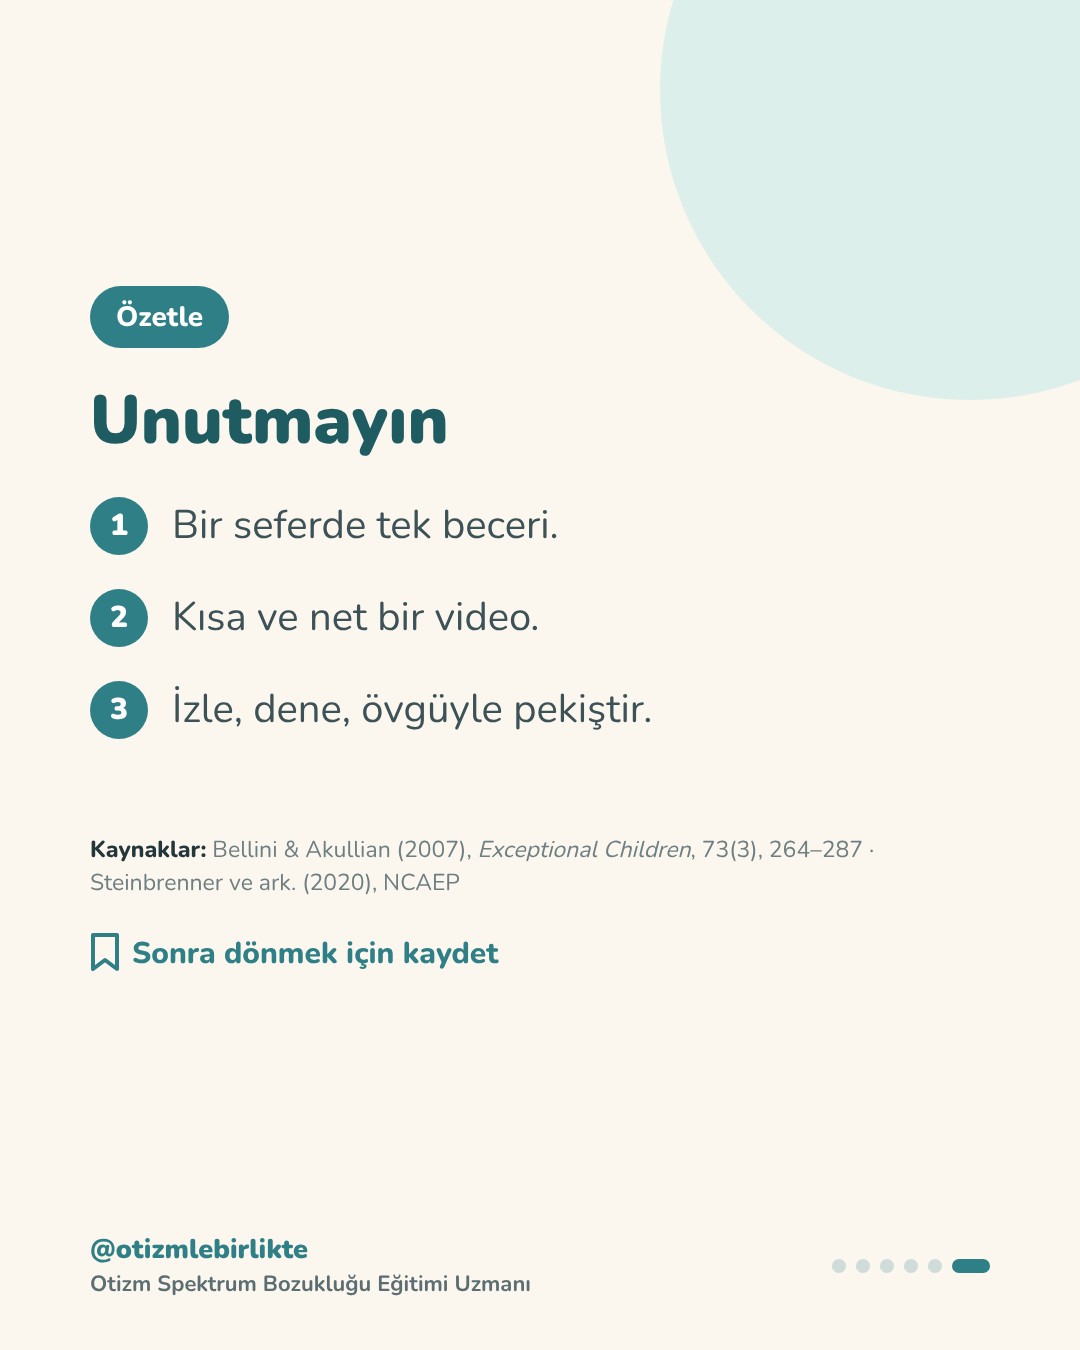 Özetle
Unutmayın
1 Bir seferde tek beceri.
2 Kısa ve net bir video.
3 İzle, dene, övgüyle pekiştir.
Kaynaklar: Bellini & Akullian (2007), Exceptional Children, 73(3), 264–287 ·
Steinbrenner ve ark. (2020), NCAEP
Sonra dönmek için kaydet
@otizmlebirlikte
Otizm Spektrum Bozukluğu Eğitimi Uzmanı